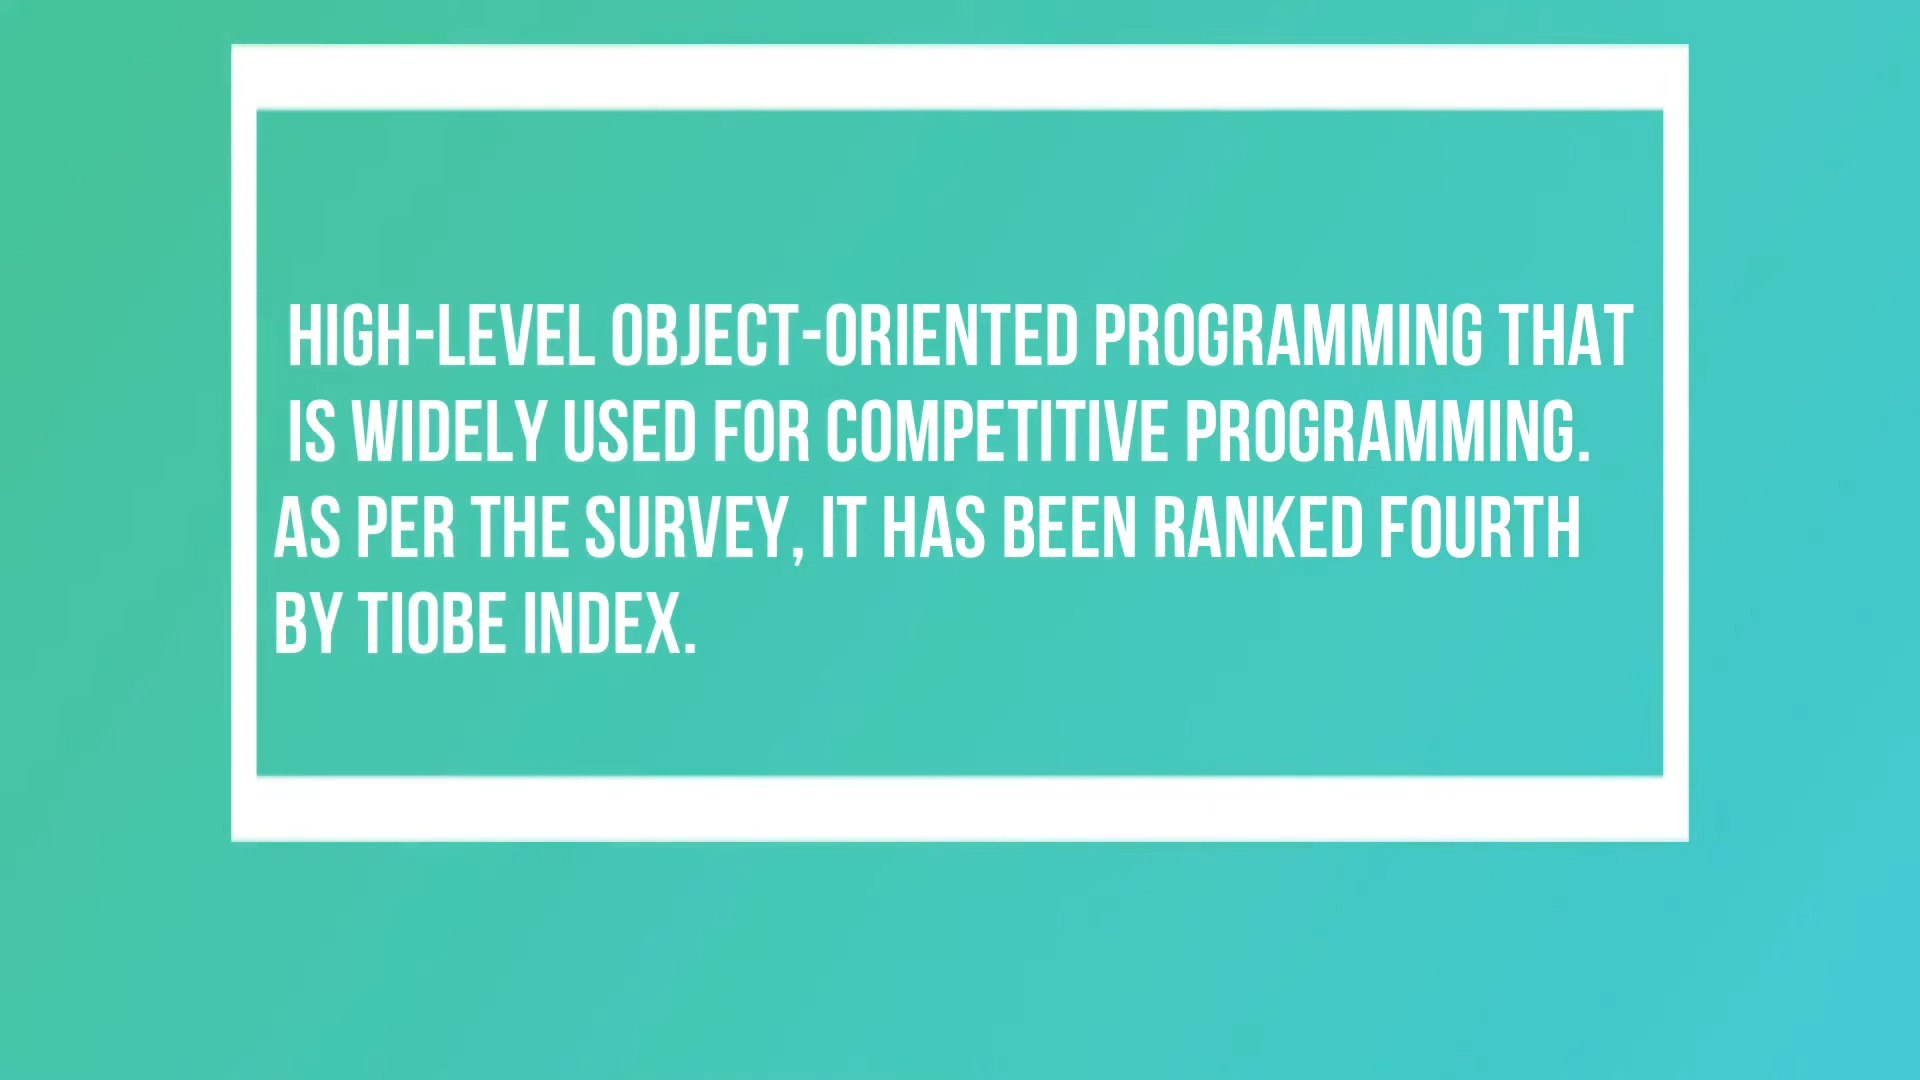 HIGH-LEVEL OBJECT-ORIENTED PROGRAMMING THAT
IS WIDELY USED FOR COMPETITIVE PROGRAMMING.
AS PER THE SURVEY, IT HAS BEEN RANKED FOURTH
BY TIOBE INDEX.